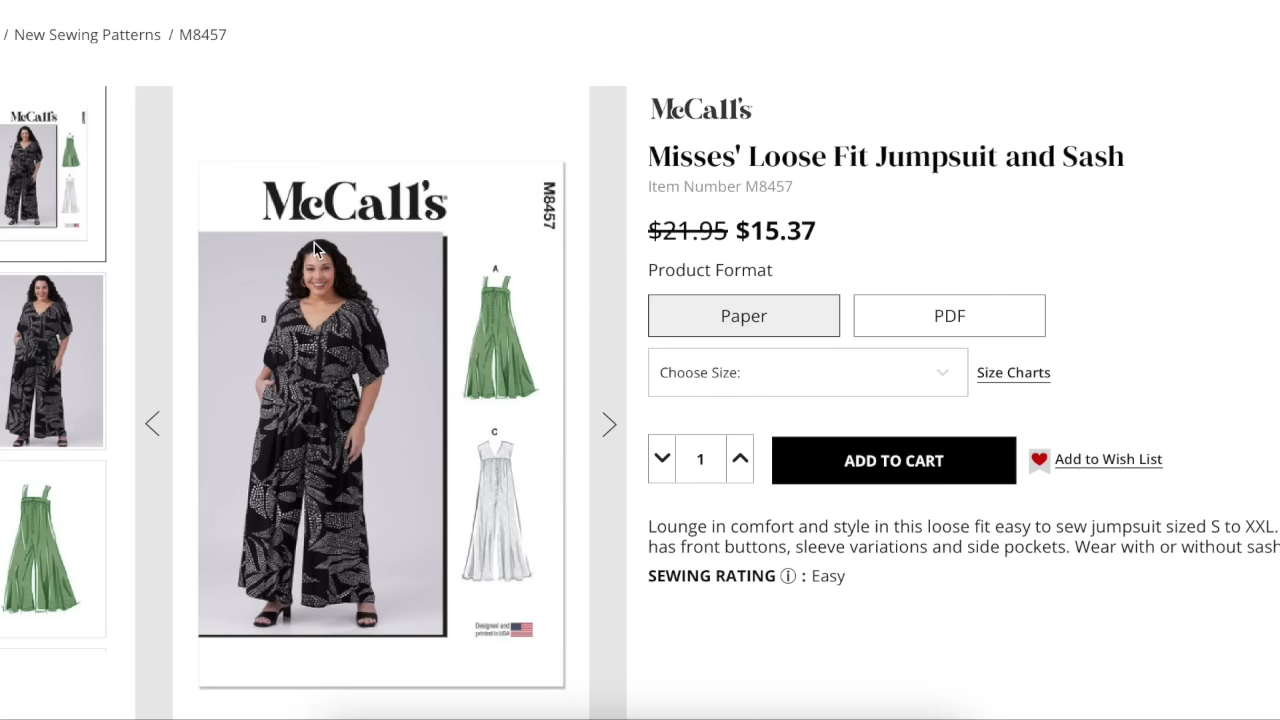 / New Sewing Patterns / M8457
McCall's
McCall's
M8457
A
B
C
Designed and
printed in USA
McCall's
Misses' Loose Fit Jumpsuit and Sash
Item Number M8457
$21.95 $15.37
Product Format
Paper PDF
Choose Size: Size Charts
1 ADD TO CART Add to Wish List
Lounge in comfort and style in this loose fit easy to sew jumpsuit sized S to XXL.
has front buttons, sleeve variations and side pockets. Wear with or without sash
SEWING RATING ⓘ : Easy